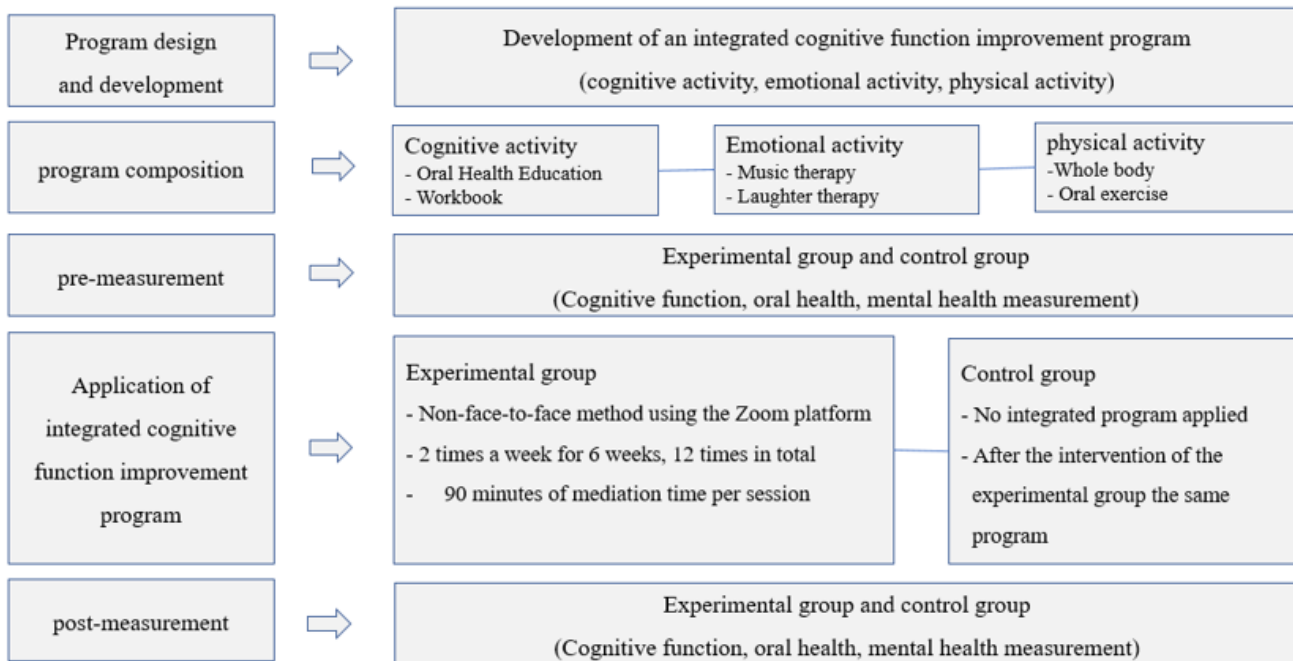 Program design
and development
Development of an integrated cognitive function improvement program
(cognitive activity, emotional activity, physical activity)
program composition
Cognitive activity
- Oral Health Education
- Workbook
Emotional activity
- Music therapy
- Laughter therapy
physical activity
-Whole body
- Oral exercise
pre-measurement
Experimental group and control group
(Cognitive function, oral health, mental health measurement)
Application of
integrated cognitive
function improvement
program
Experimental group
- Non-face-to-face method using the Zoom platform
- 2 times a week for 6 weeks, 12 times in total
- 90 minutes of mediation time per session
Control group
- No integrated program applied
- After the intervention of the
experimental group the same
program
post-measurement
Experimental group and control group
(Cognitive function, oral health, mental health measurement)